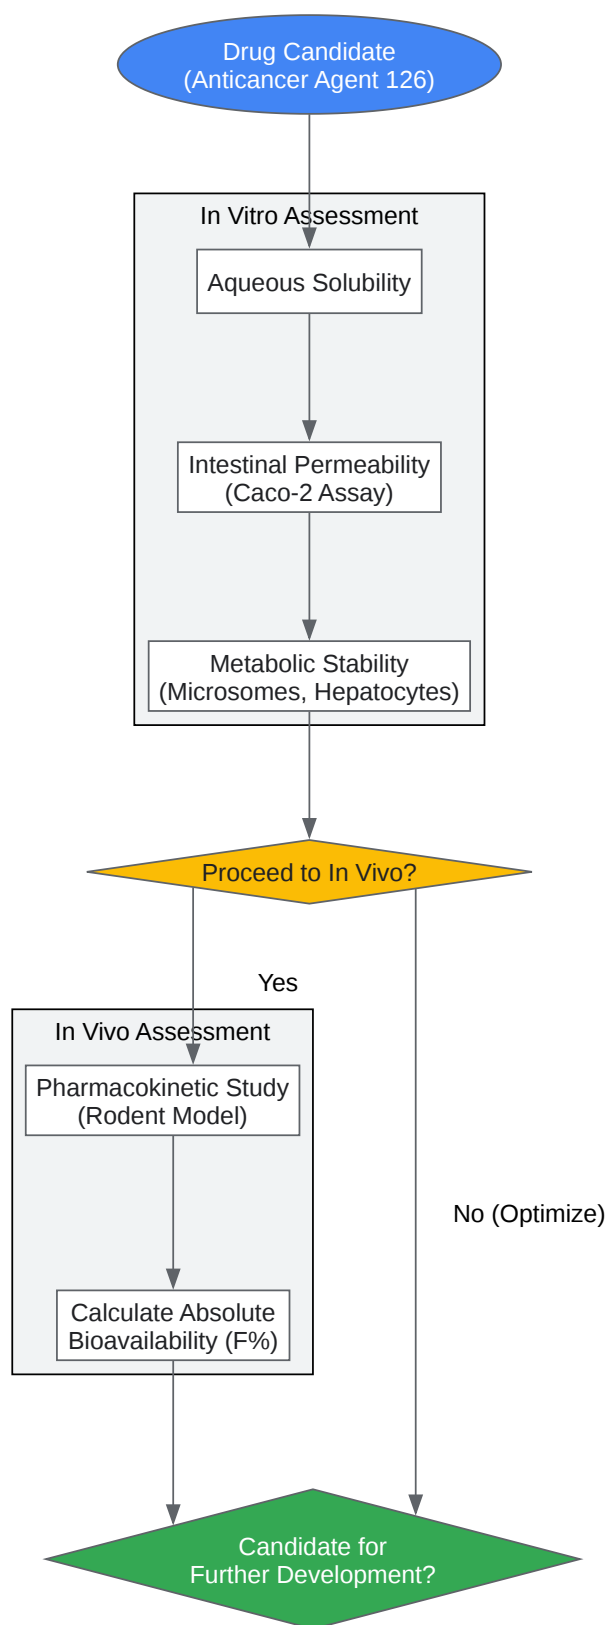 Drug Candidate
(Anticancer Agent 126)
In Vitro Assessment
Aqueous Solubility
Intestinal Permeability
(Caco-2 Assay)
Metabolic Stability
(Microsomes, Hepatocytes)
Proceed to In Vivo?
Yes
In Vivo Assessment
Pharmacokinetic Study
(Rodent Model)
No (Optimize)
Calculate Absolute
Bioavailability (F%)
Candidate for
Further Development?